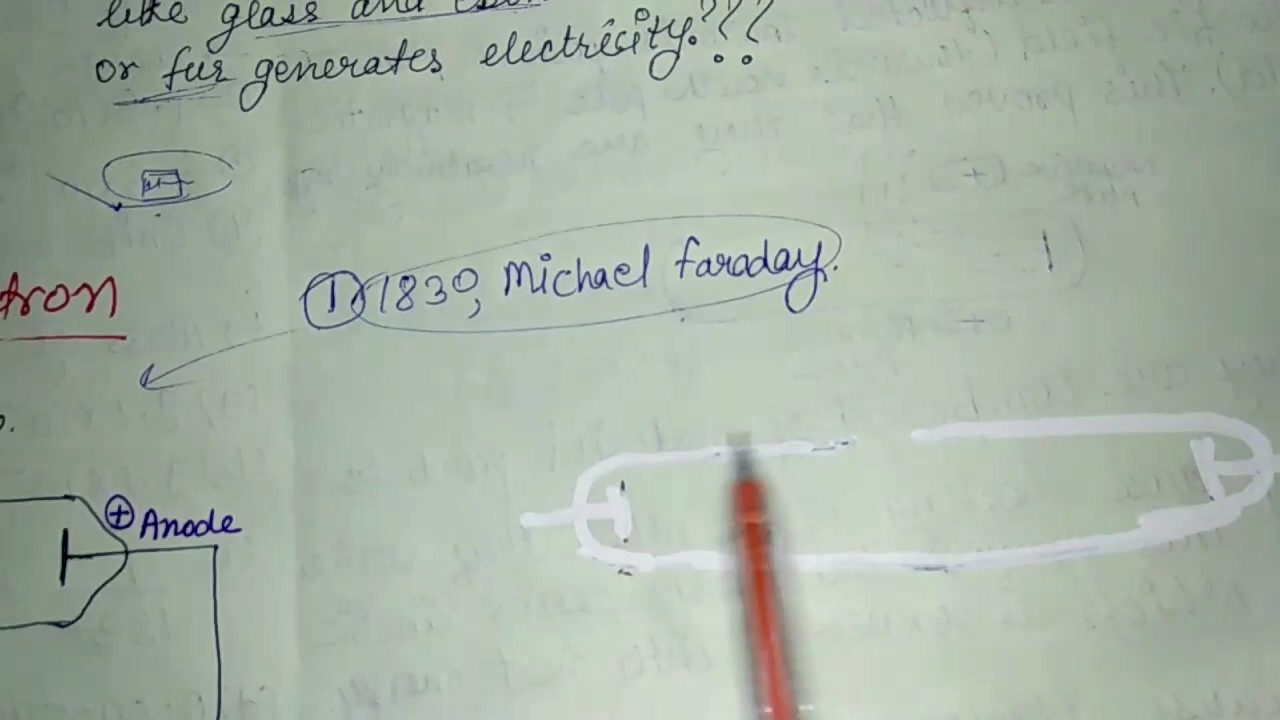 like glass and
or fur generates electricity.???
① 1830, Michael faraday.
tron
⊕ Anode